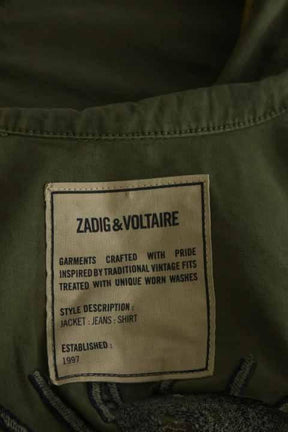 ZADIG&VOLTAIRE
GARMENTS CRAFTED WITH PRIDE
INSPIRED BY TRADITIONAL VINTAGE FITS
TREATED WITH UNIQUE WORN WASHES
STYLE DESCRIPTION :
JACKET : JEANS : SHIRT
ESTABLISHED :
1997